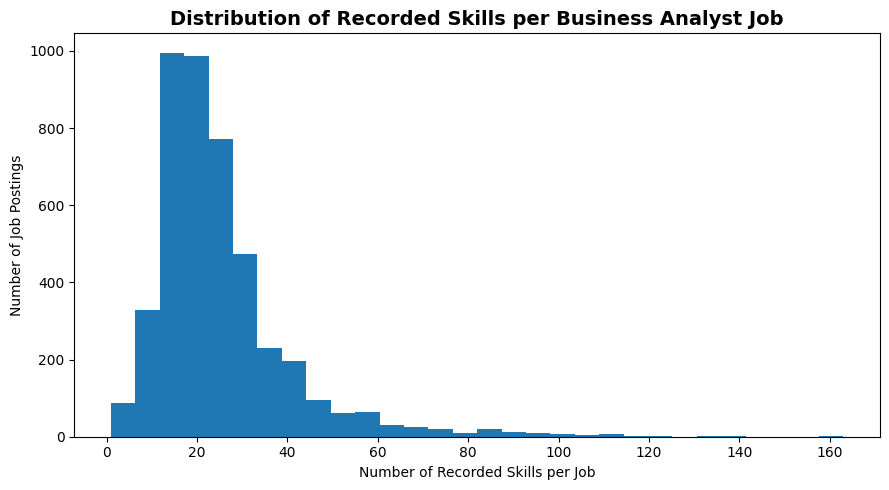 Distribution of Recorded Skills per Business Analyst Job
1000
800
600
400
200
0
Number of Job Postings
0 20 40 60 80 100 120 140 160
Number of Recorded Skills per Job